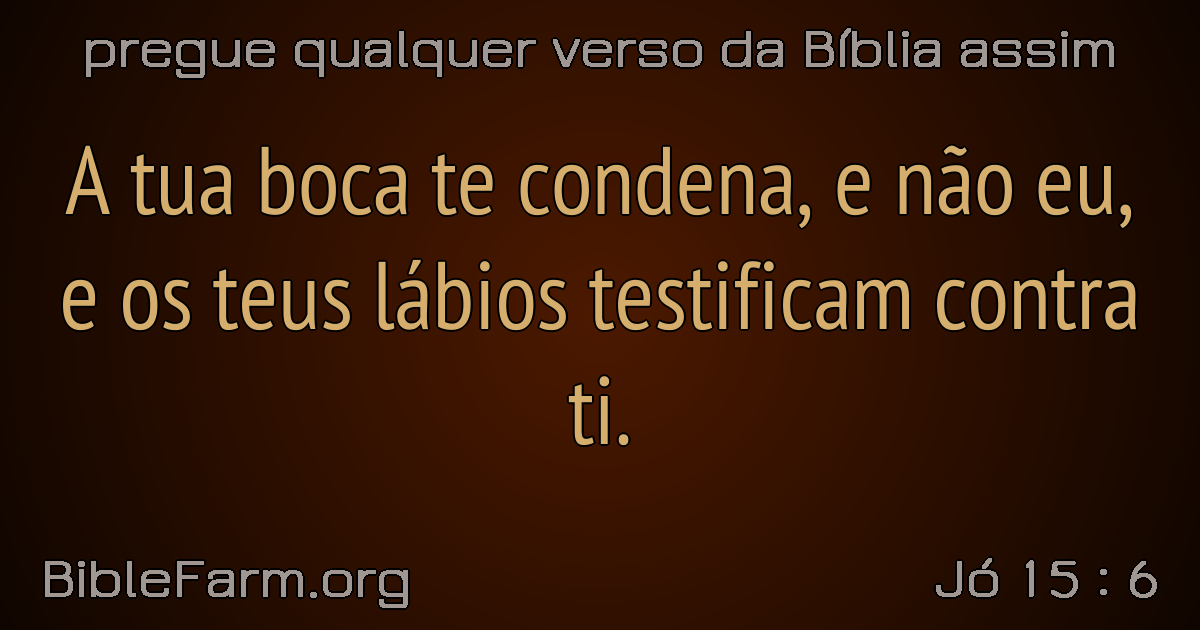 pregue qualquer verso da Bíblia assim
A tua boca te condena, e não eu,
e os teus lábios testificam contra
ti.
BibleFarm.org
Jó 15 : 6